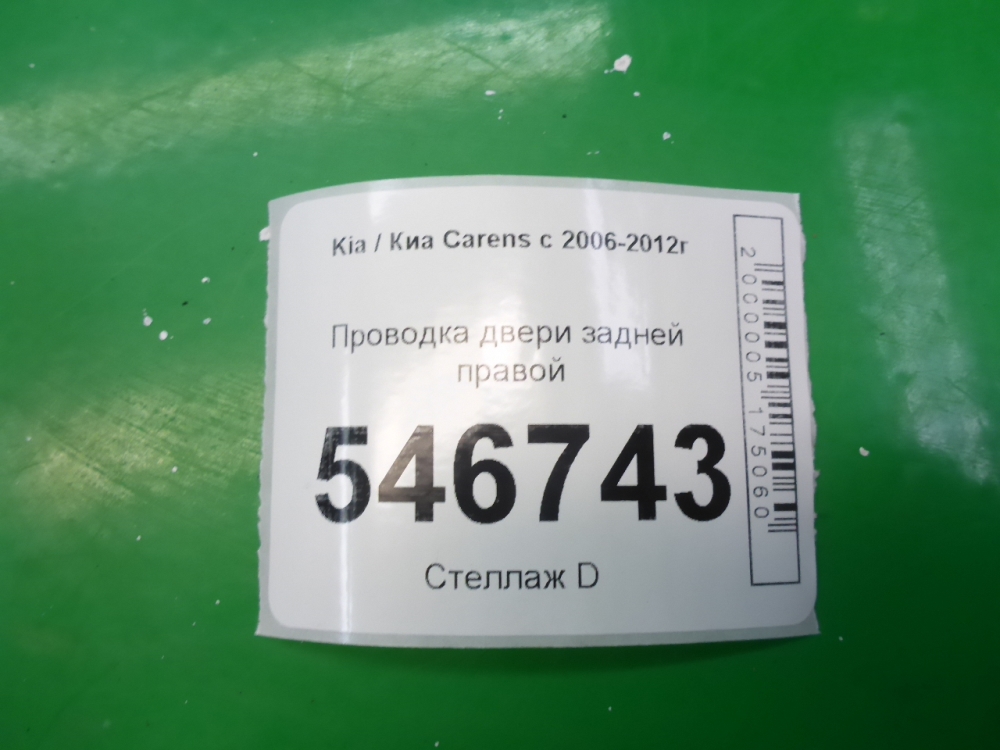 Kia / Киа Carens с 2006-2012г
Проводка двери задней
правой
546743
Стеллаж D
2000005175060